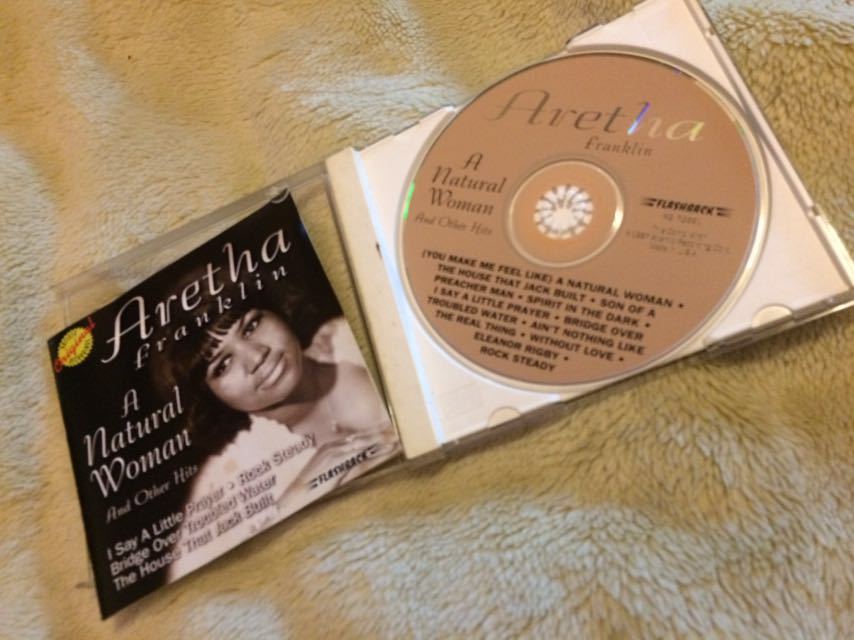 Original
Aretha
franklin
A
Natural
Woman
And Other Hits
I Say A Little Prayer • Rock Steady
Bridge Over Troubled Water
The House That Jack Built
FLASHBACK
Aretha
franklin
A
Natural
Woman
And Other Hits
FLASHBACK
(YOU MAKE ME FEEL LIKE) A NATURAL WOMAN •
THE HOUSE THAT JACK BUILT • SON OF A
PREACHER MAN • SPIRIT IN THE DARK •
I SAY A LITTLE PRAYER • BRIDGE OVER
TROUBLED WATER • AIN'T NOTHING LIKE
THE REAL THING • WITHOUT LOVE •
ELEANOR RIGBY •
ROCK STEADY